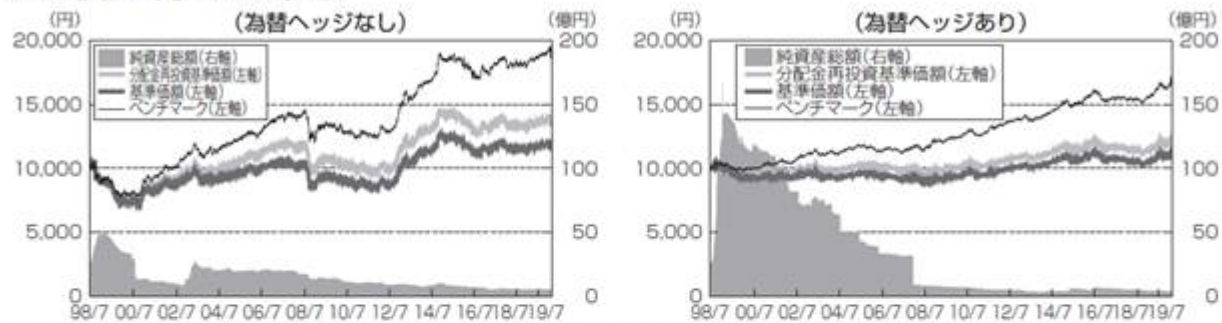 (円)
(為替ヘッジなし)
(億円)
20,000
15,000
10,000
5,000
0
200
150
100
50
0
純資産総額(右軸)
分配金再投資基準価額(左軸)
基準価額(左軸)
ベンチマーク(左軸)
98/7 00/7 02/7 04/7 06/7 08/7 10/7 12/7 14/7 16/718/719/7
(円)
(為替ヘッジあり)
(億円)
20,000
15,000
10,000
5,000
0
200
150
100
50
0
純資産総額(右軸)
分配金再投資基準価額(左軸)
基準価額(左軸)
ベンチマーク(左軸)
98/7 00/7 02/7 04/7 06/7 08/7 10/7 12/7 14/7 16/718/719/7